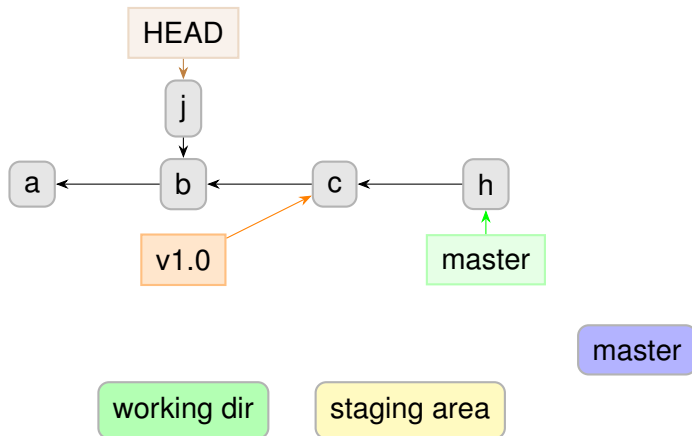 HEAD
j
a
b
c
h
v1.0
master
master
working dir
staging area